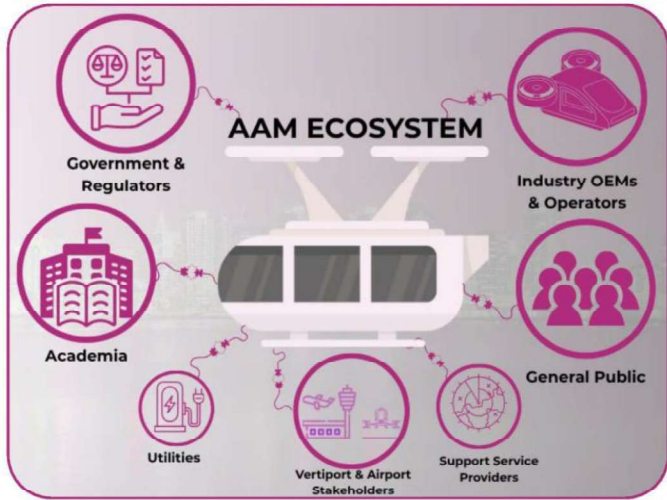 AAM ECOSYSTEM
Government &
Regulators
Industry OEMs
& Operators
Academia
General Public
Utilities
Vertiport & Airport
Stakeholders
Support Service
Providers